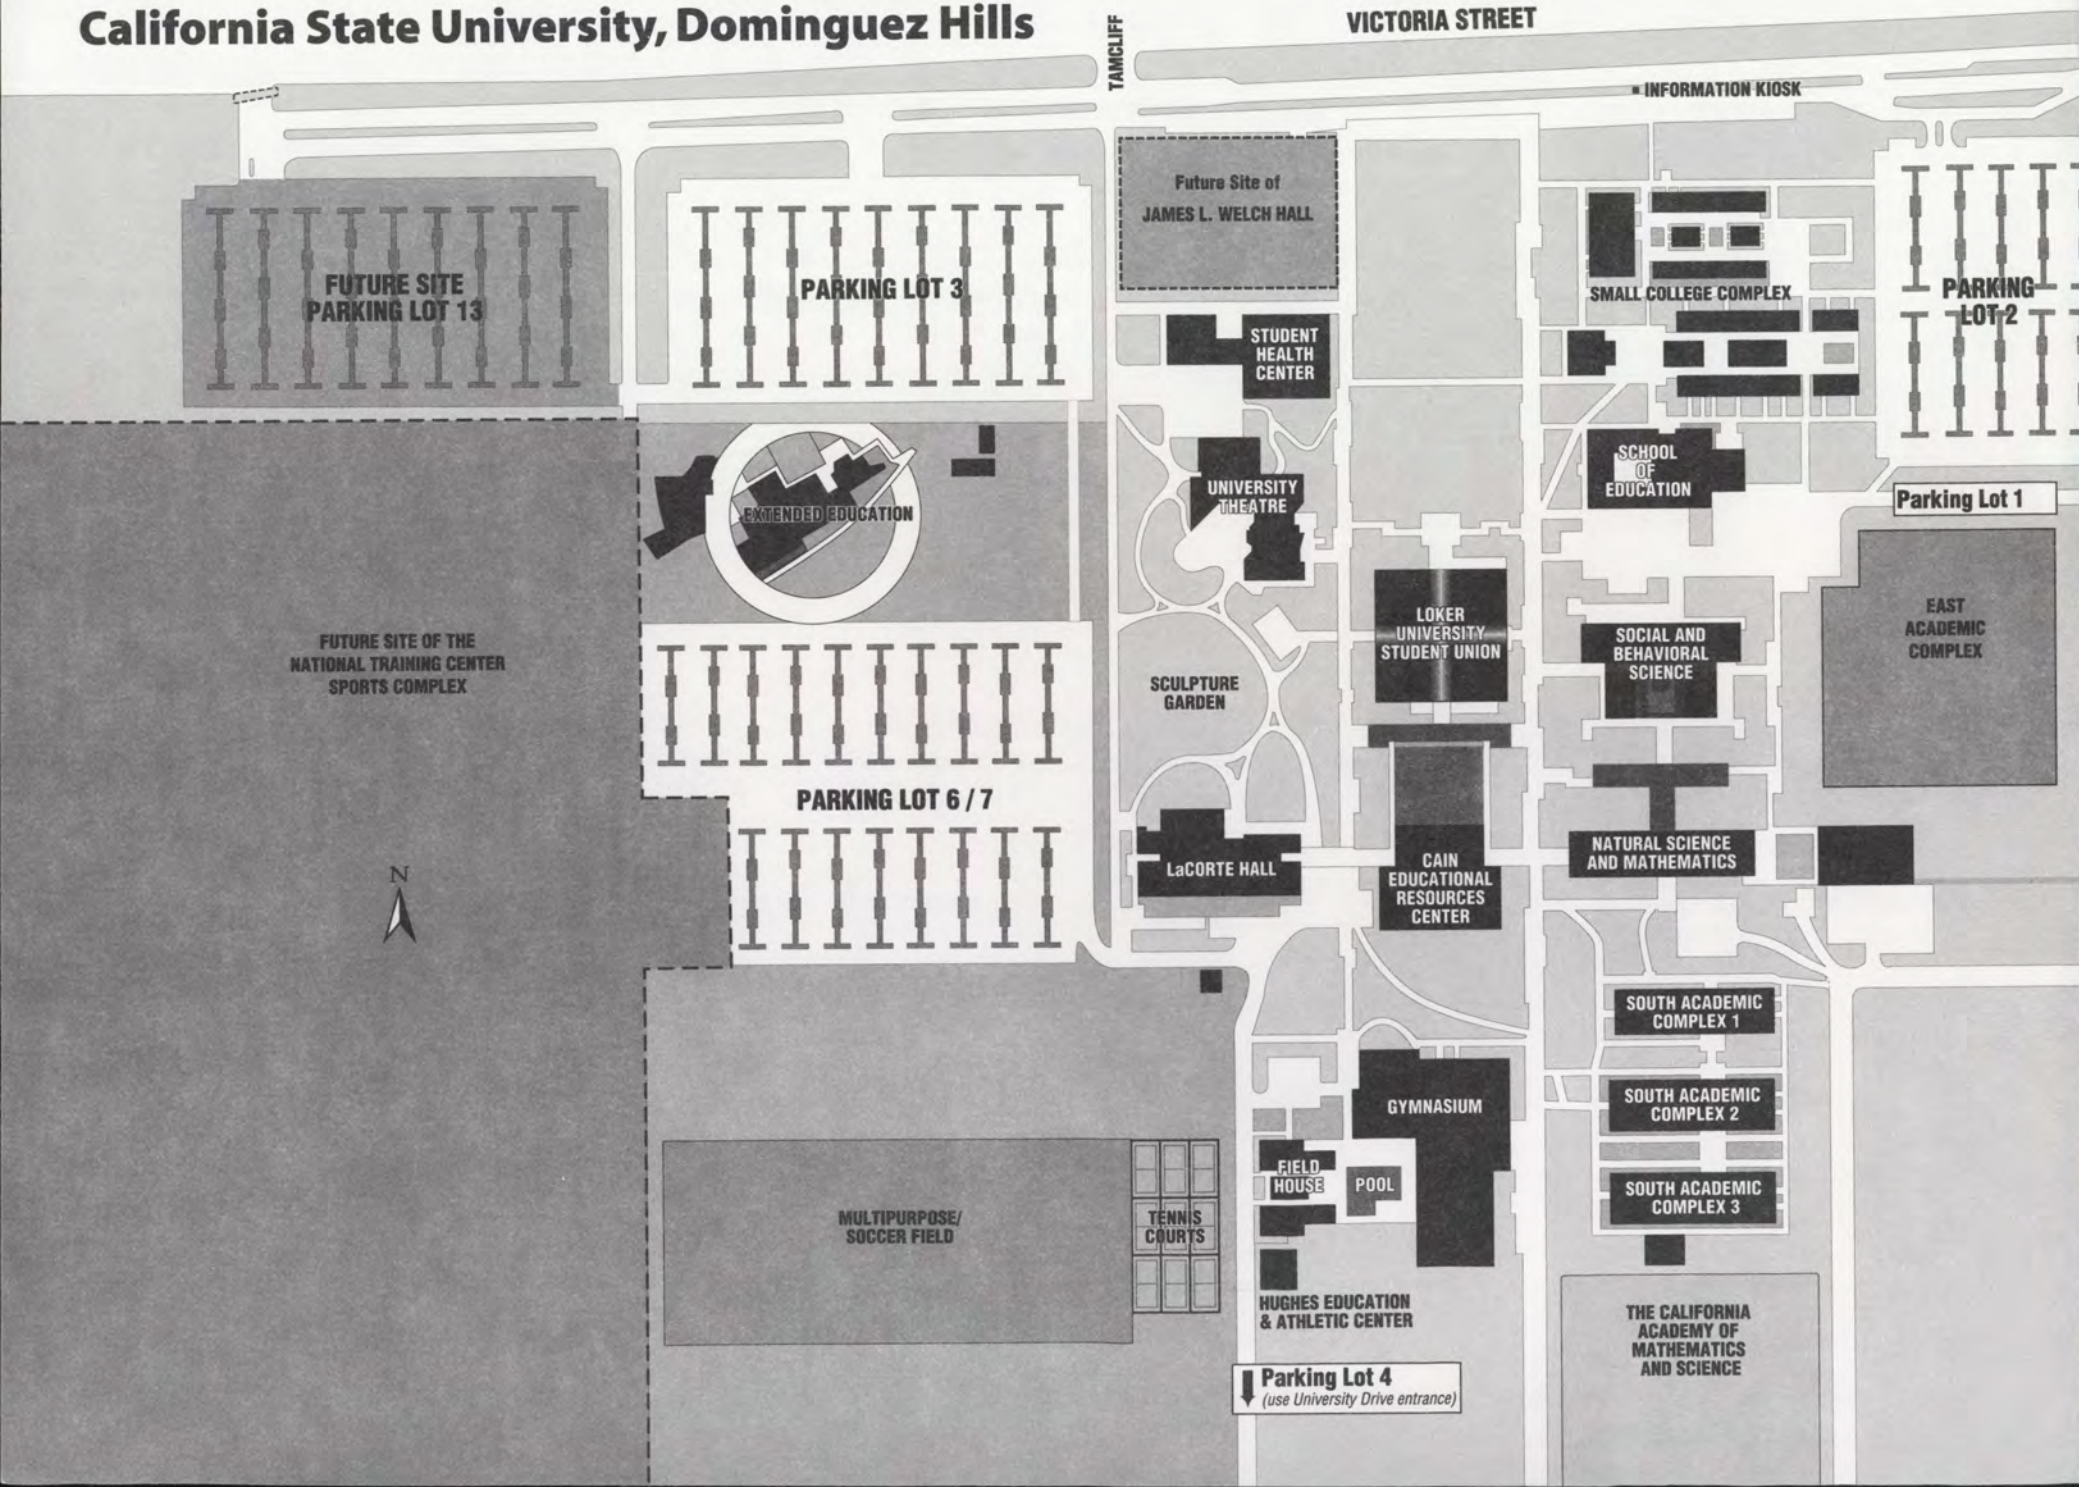 California State University, Dominguez Hills
TAMCLIFF
VICTORIA STREET
INFORMATION KIOSK
Future Site of
JAMES L. WELCH HALL
FUTURE SITE
PARKING LOT 13
PARKING LOT 3
SMALL COLLEGE COMPLEX
PARKING
LOT 2
STUDENT
HEALTH
CENTER
SCHOOL
OF
EDUCATION
UNIVERSITY
THEATRE
Parking Lot 1
EXTENDED EDUCATION
FUTURE SITE OF THE
NATIONAL TRAINING CENTER
SPORTS COMPLEX
LOKER
UNIVERSITY
STUDENT UNION
SOCIAL AND
BEHAVIORAL
SCIENCE
EAST
ACADEMIC
COMPLEX
SCULPTURE
GARDEN
PARKING LOT 6 / 7
N
LaCORTE HALL
CAIN
EDUCATIONAL
RESOURCES
CENTER
NATURAL SCIENCE
AND MATHEMATICS
SOUTH ACADEMIC
COMPLEX 1
GYMNASIUM
SOUTH ACADEMIC
COMPLEX 2
FIELD
HOUSE
POOL
SOUTH ACADEMIC
COMPLEX 3
MULTIPURPOSE/
SOCCER FIELD
TENNIS
COURTS
HUGHES EDUCATION
& ATHLETIC CENTER
THE CALIFORNIA
ACADEMY OF
MATHEMATICS
AND SCIENCE
Parking Lot 4
(use University Drive entrance)